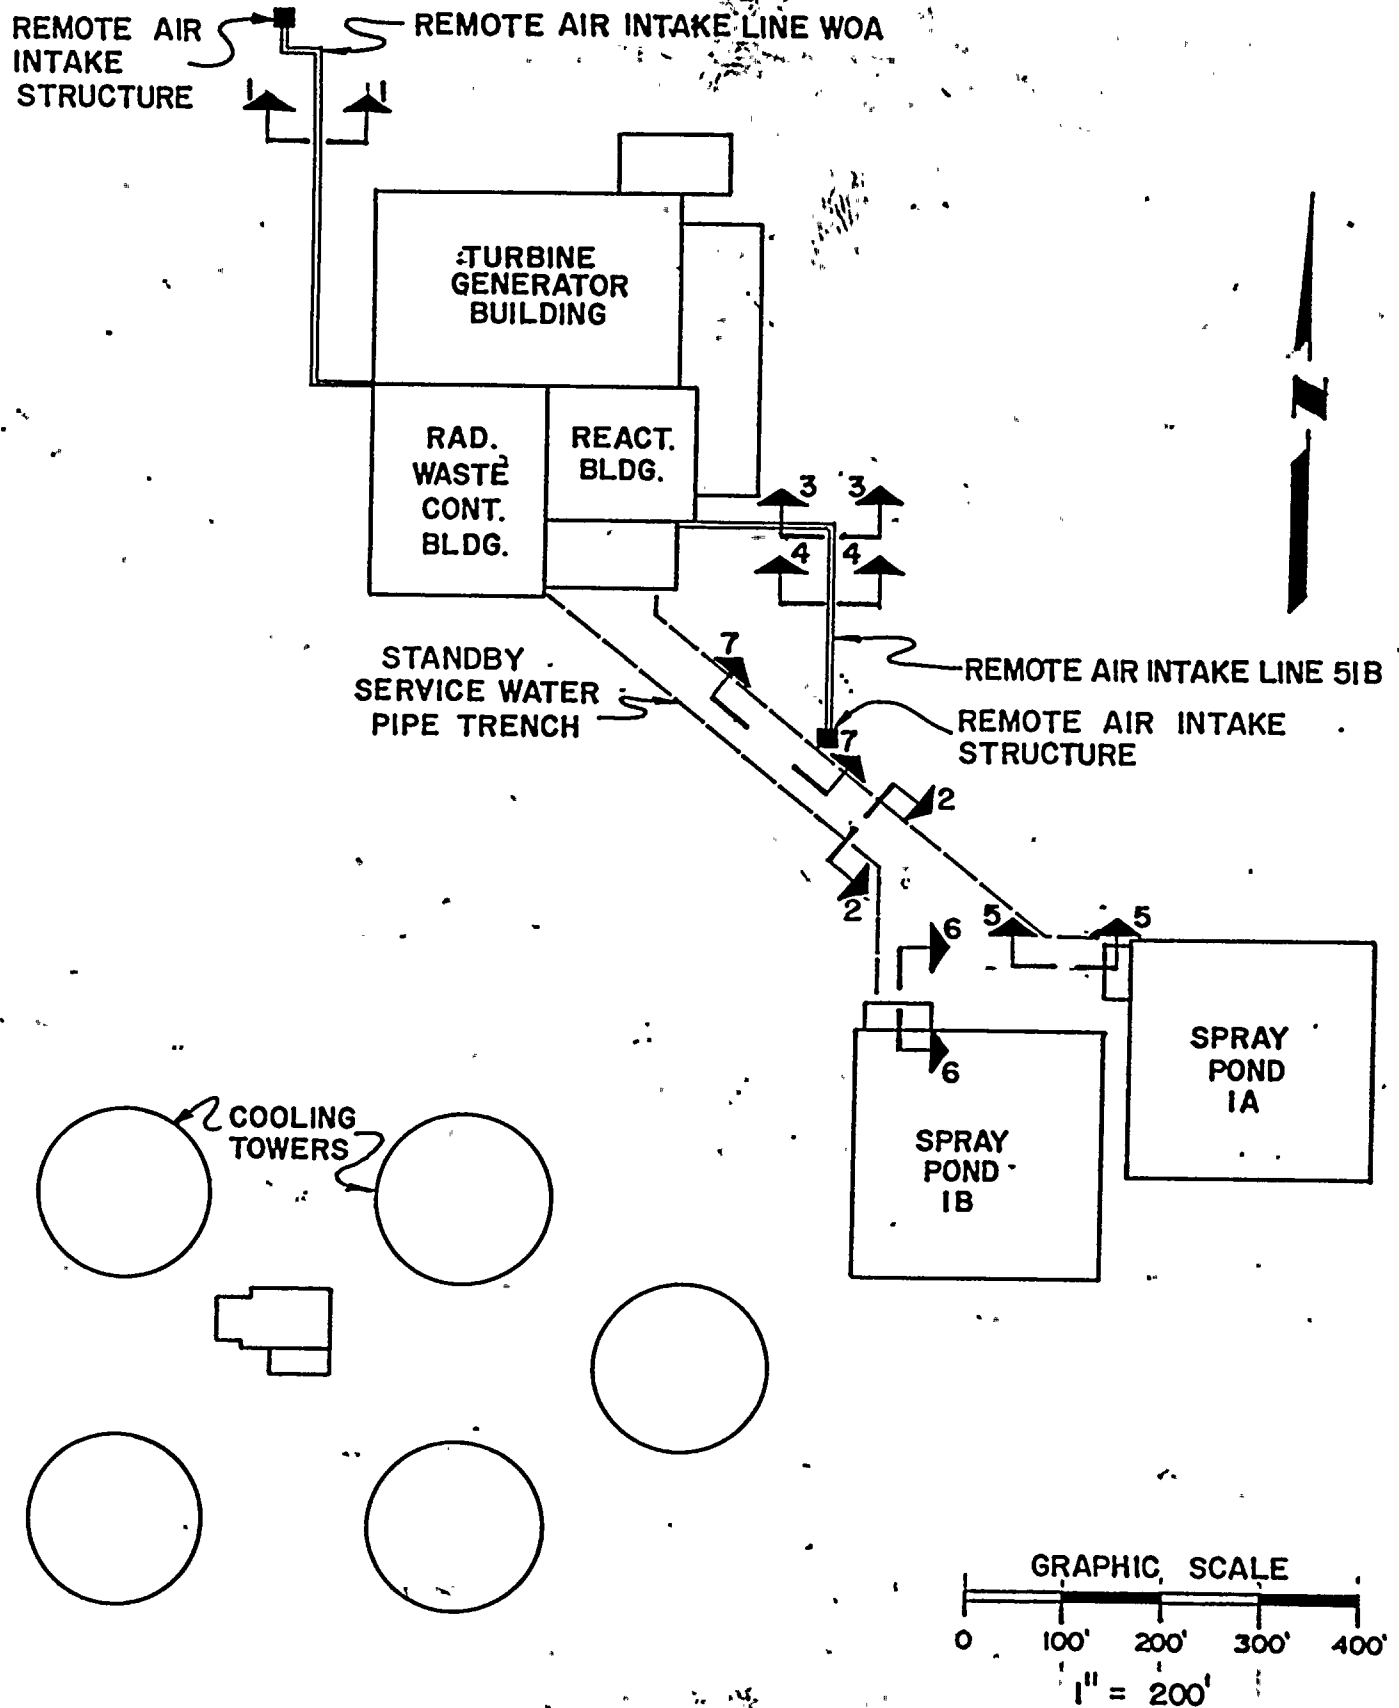 REMOTE AIR
INTAKE
STRUCTURE
REMOTE AIR INTAKE LINE WOA
1 1
TURBINE
GENERATOR
BUILDING
N
RAD.
WASTE
CONT.
BLDG.
REACT.
BLDG.
3 3
4 4
STANDBY
SERVICE WATER
PIPE TRENCH
7
REMOTE AIR INTAKE LINE 51B
REMOTE AIR INTAKE
STRUCTURE
7
2
2
5 5
6
6
SPRAY
POND
1A
SPRAY
POND
1B
COOLING
TOWERS
GRAPHIC SCALE
0 100' 200' 300' 400'
1" = 200'